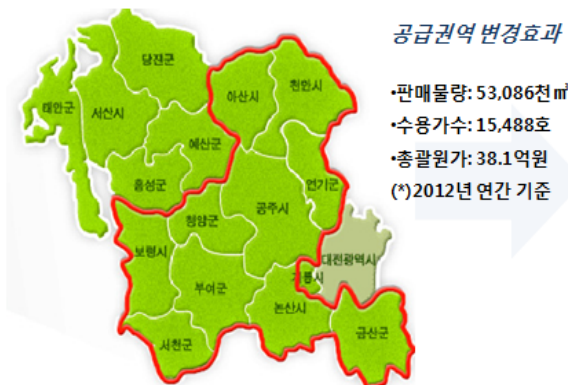 공급권역 변경효과
당진군
아산시
천안시
•판매물량: 53,086천㎥
태안군
서산시
•수용가수: 15,488호
예산군
•총괄원가: 38.1억원
홍성군
연기군
(*)2012년 연간 기준
공주시
청양군
보령시
대전광역시
계룡시
부여군
논산시
서천군
금산군